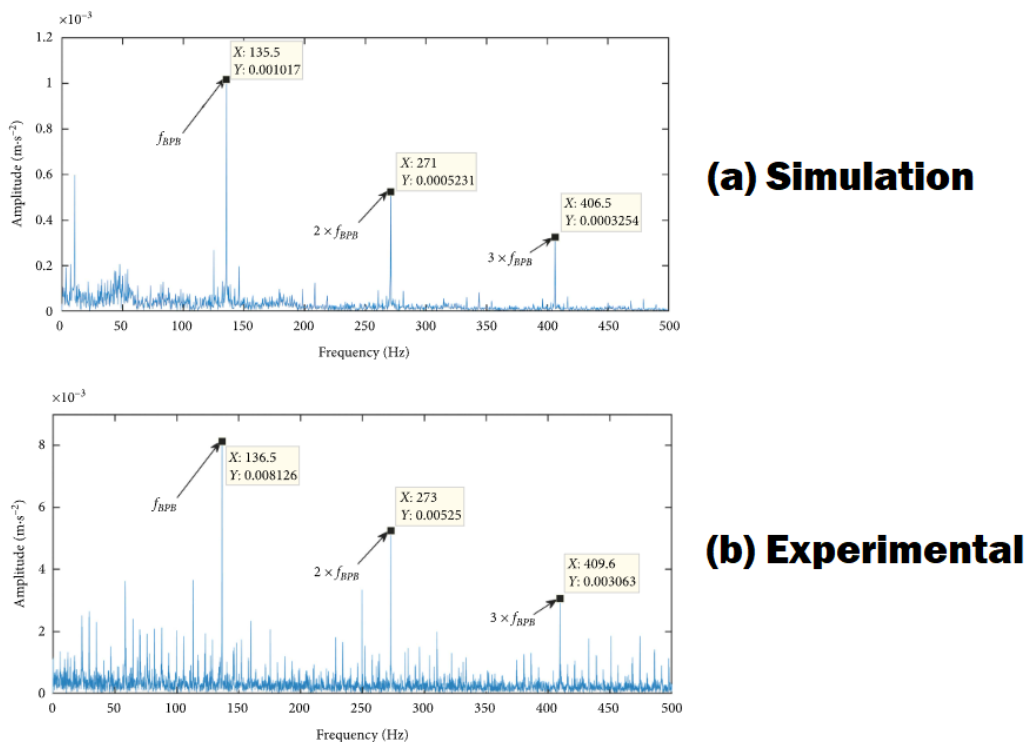 ×10⁻³
1.2
1
0.8
0.6
0.4
0.2
0
Amplitude (m·s⁻²)
X: 135.5
Y: 0.001017
f_BPB
X: 271
Y: 0.0005231
2 × f_BPB
X: 406.5
Y: 0.0003254
3 × f_BPB
0 50 100 150 200 250 300 350 400 450 500
Frequency (Hz)
(a) Simulation
×10⁻³
8
6
4
2
0
Amplitude (m·s⁻²)
X: 136.5
Y: 0.008126
f_BPB
X: 273
Y: 0.00525
2 × f_BPB
X: 409.6
Y: 0.003063
3 × f_BPB
0 50 100 150 200 250 300 350 400 450 500
Frequency (Hz)
(b) Experimental